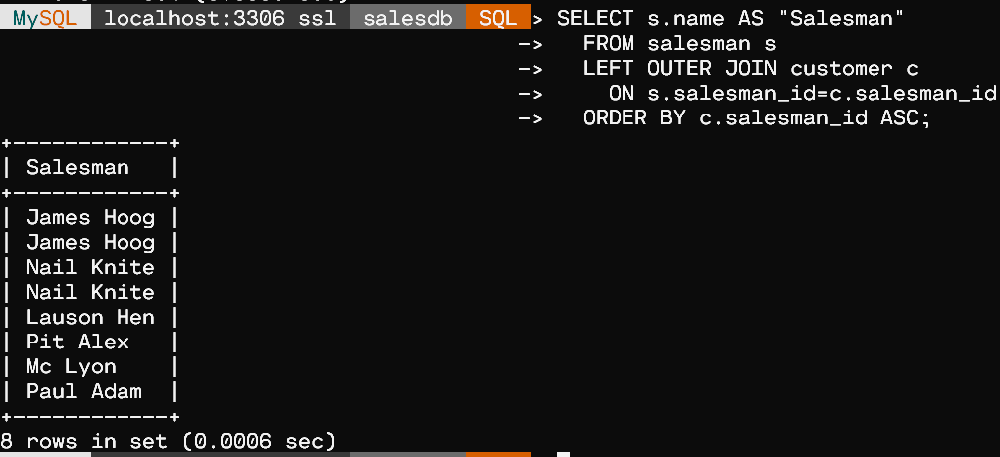 MySQL localhost:3306 ssl salesdb SQL > SELECT s.name AS "Salesman"
-> FROM salesman s
-> LEFT OUTER JOIN customer c
-> ON s.salesman_id=c.salesman_id
-> ORDER BY c.salesman_id ASC;
+------------+
| Salesman   |
+------------+
| James Hoog |
| James Hoog |
| Nail Knite |
| Nail Knite |
| Lauson Hen |
| Pit Alex   |
| Mc Lyon    |
| Paul Adam  |
+------------+
8 rows in set (0.0006 sec)